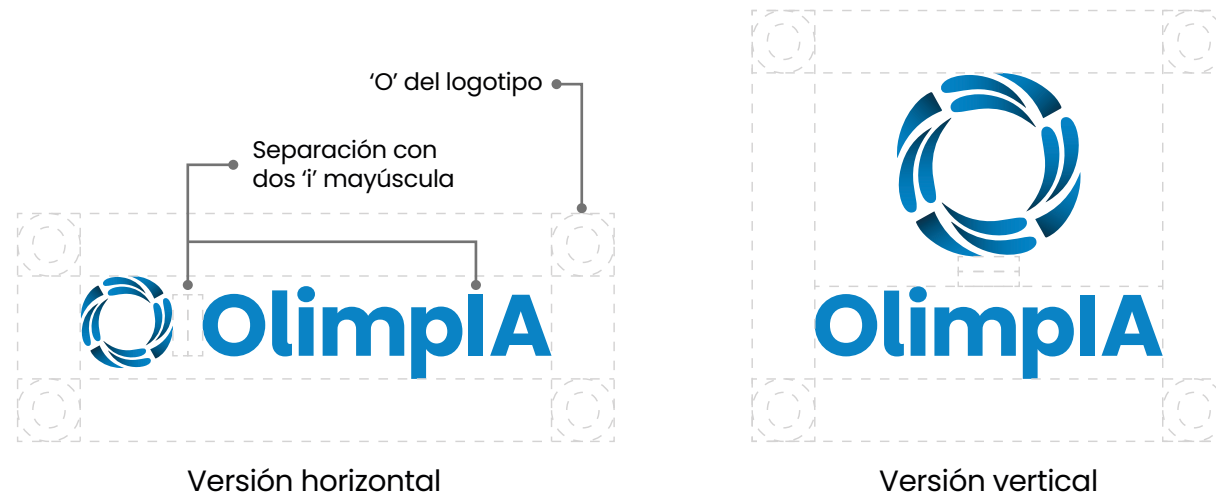 ‘O’ del logotipo
Separación con
dos ‘i’ mayúscula
OlimpIA
Versión horizontal
OlimpIA
Versión vertical